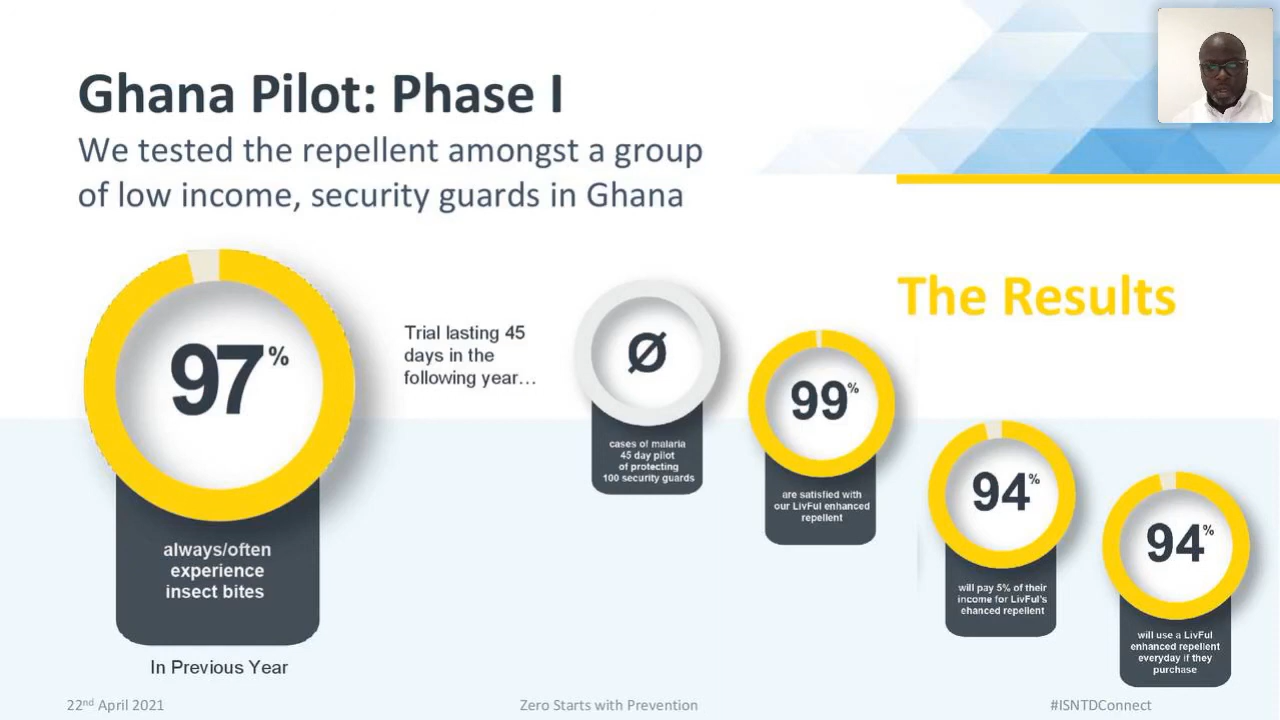 Ghana Pilot: Phase I
We tested the repellent amongst a group
of low income, security guards in Ghana
The Results
97%
always/often
experience
insect bites
In Previous Year
Trial lasting 45
days in the
following year…
Ø
cases of malaria
45 day pilot
of protecting
100 security guards
99%
are satisfied with
our LivFul enhanced
repellent
94%
will pay 5% of their
income for LivFul's
ehanced repellent
94%
will use a LivFul
enhanced repellent
everyday if they
purchase
22nd April 2021
Zero Starts with Prevention
#ISNTDConnect